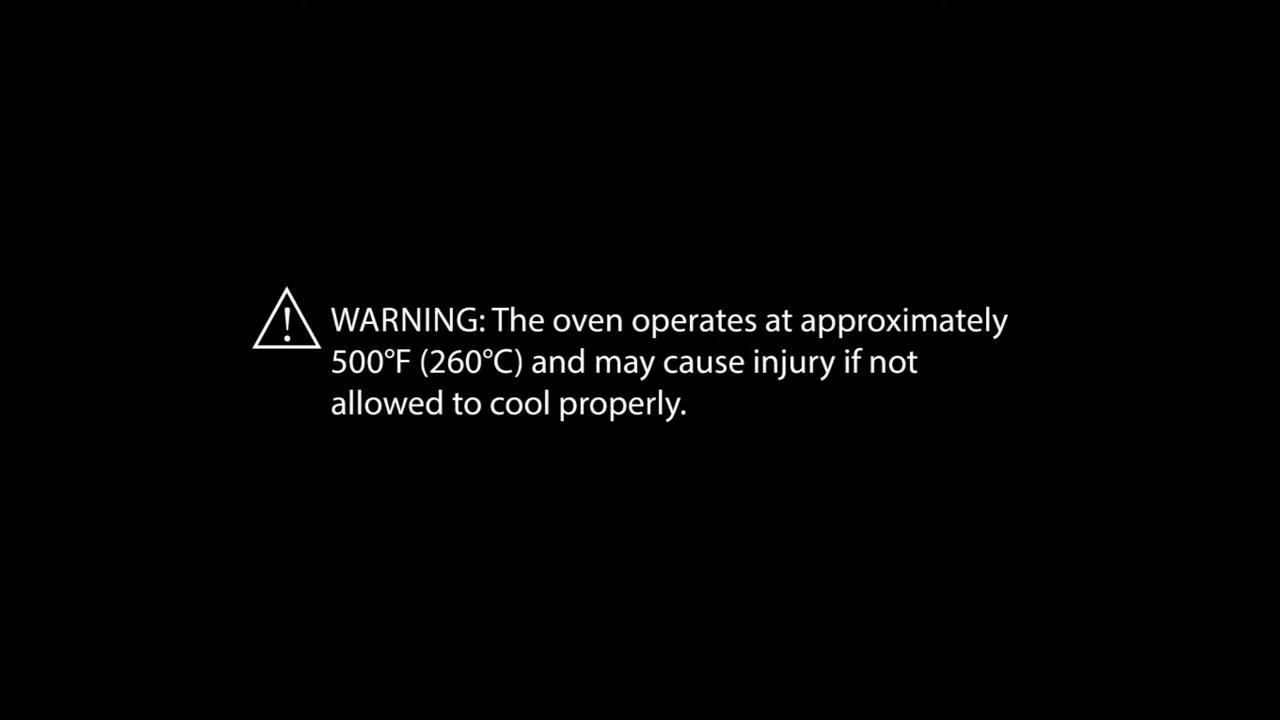 WARNING: The oven operates at approximately
500°F (260°C) and may cause injury if not
allowed to cool properly.